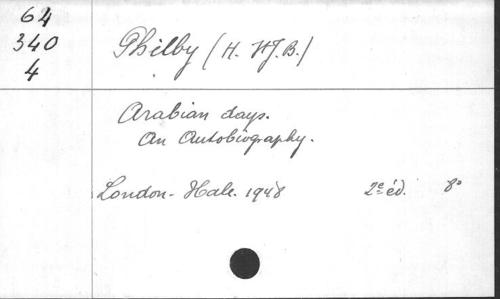 64
340
4
Philby (H. St J. B.)
Arabian days.
An Autobiography.
London - Hale. 1948 2e éd. 8°